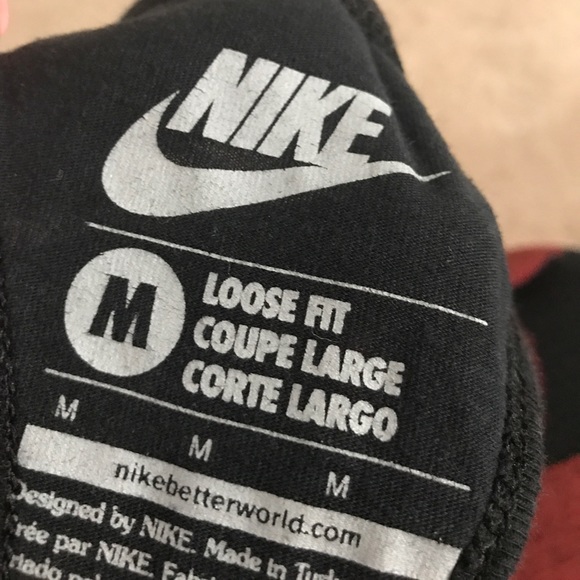 NIKE
M
LOOSE FIT
COUPE LARGE
CORTE LARGO
M M M
nikebetterworld.com
Designed by NIKE. Made in
par NIKE.